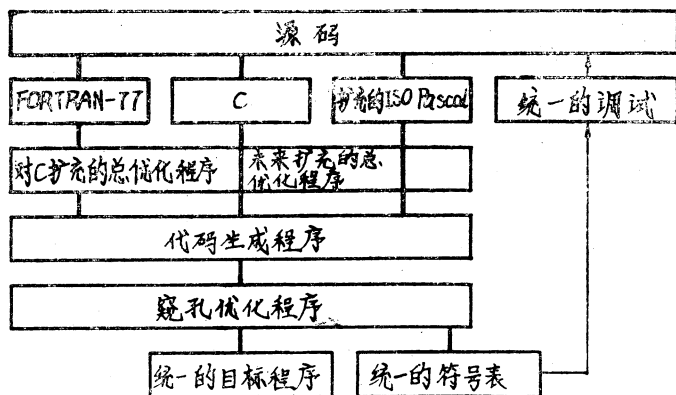 源码
FORTRAN-77
C
扩充的ISO Pascal
统一的调试
对C扩充的总优化程序
未来扩充的总
优化程序
代码生成程序
窥孔优化程序
统一的目标程序
统一的符号表